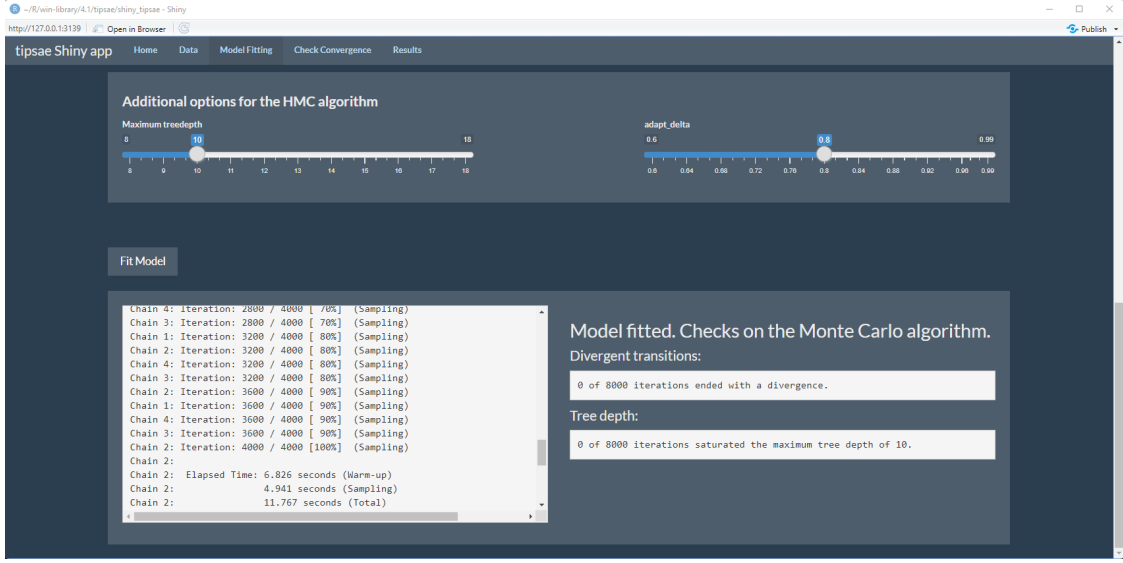 ~/R/win-library/4.1/tipsae/shiny_tipsae - Shiny
http://127.0.0.1:3139 Open in Browser Publish
tipsae Shiny app Home Data Model Fitting Check Convergence Results
Additional options for the HMC algorithm
Maximum treedepth
8 10 18
8 9 10 11 12 13 14 15 16 17 18
adapt_delta
0.6 0.8 0.99
0.6 0.64 0.68 0.72 0.76 0.8 0.84 0.88 0.92 0.96 0.99
Fit Model
Chain 4: Iteration: 2800 / 4000 [ 70%] (Sampling)
Chain 3: Iteration: 2800 / 4000 [ 70%] (Sampling)
Chain 1: Iteration: 3200 / 4000 [ 80%] (Sampling)
Chain 2: Iteration: 3200 / 4000 [ 80%] (Sampling)
Chain 4: Iteration: 3200 / 4000 [ 80%] (Sampling)
Chain 3: Iteration: 3200 / 4000 [ 80%] (Sampling)
Chain 2: Iteration: 3600 / 4000 [ 90%] (Sampling)
Chain 1: Iteration: 3600 / 4000 [ 90%] (Sampling)
Chain 4: Iteration: 3600 / 4000 [ 90%] (Sampling)
Chain 3: Iteration: 3600 / 4000 [ 90%] (Sampling)
Chain 2: Iteration: 4000 / 4000 [100%] (Sampling)
Chain 2:
Chain 2: Elapsed Time: 6.826 seconds (Warm-up)
Chain 2: 4.941 seconds (Sampling)
Chain 2: 11.767 seconds (Total)
Model fitted. Checks on the Monte Carlo algorithm.
Divergent transitions:
0 of 8000 iterations ended with a divergence.
Tree depth:
0 of 8000 iterations saturated the maximum tree depth of 10.